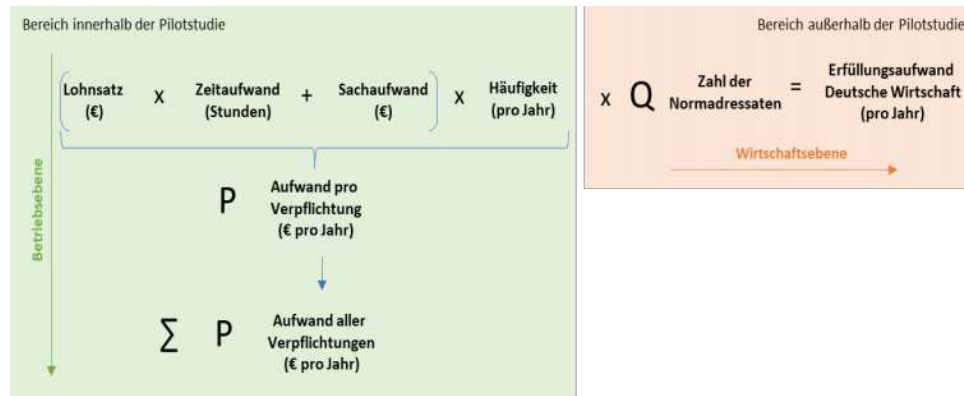 Bereich innerhalb der Pilotstudie
Bereich außerhalb der Pilotstudie
Lohnsatz
(€)
x
Zeitaufwand
(Stunden)
+
Sachaufwand
(€)
x
Häufigkeit
(pro Jahr)
x Q
Zahl der
Normadressaten
=
Erfüllungsaufwand
Deutsche Wirtschaft
(pro Jahr)
Wirtschaftsebene
Betriebsebene
P
Aufwand pro
Verpflichtung
(€ pro Jahr)
∑ P
Aufwand aller
Verpflichtungen
(€ pro Jahr)